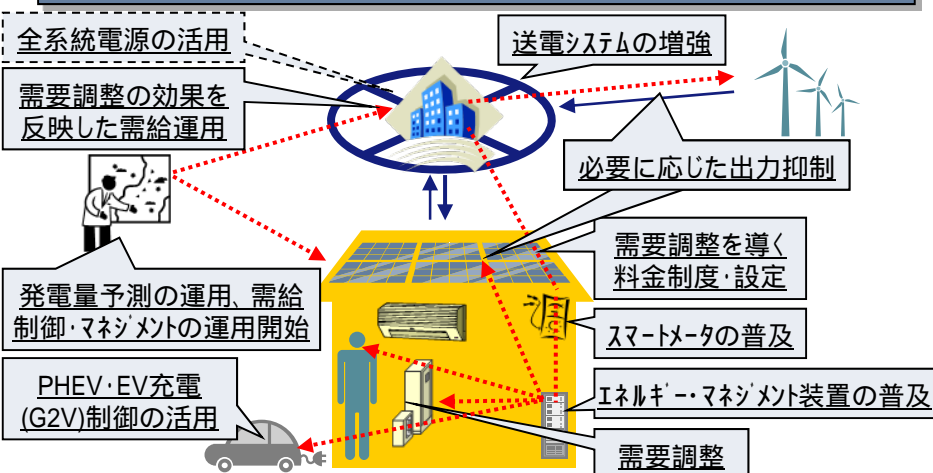 全系統電源の活用
送電ｼｽﾃﾑの増強
需要調整の効果を
反映した需給運用
必要に応じた出力抑制
需要調整を導く
料金制度･設定
発電量予測の運用、需給
制御･ﾏﾈｼﾞﾒﾝﾄの運用開始
ｽﾏｰﾄﾒｰﾀの普及
PHEV･EV充電
(G2V)制御の活用
ｴﾈﾙｷﾞｰ･ﾏﾈｼﾞﾒﾝﾄ装置の普及
需要調整